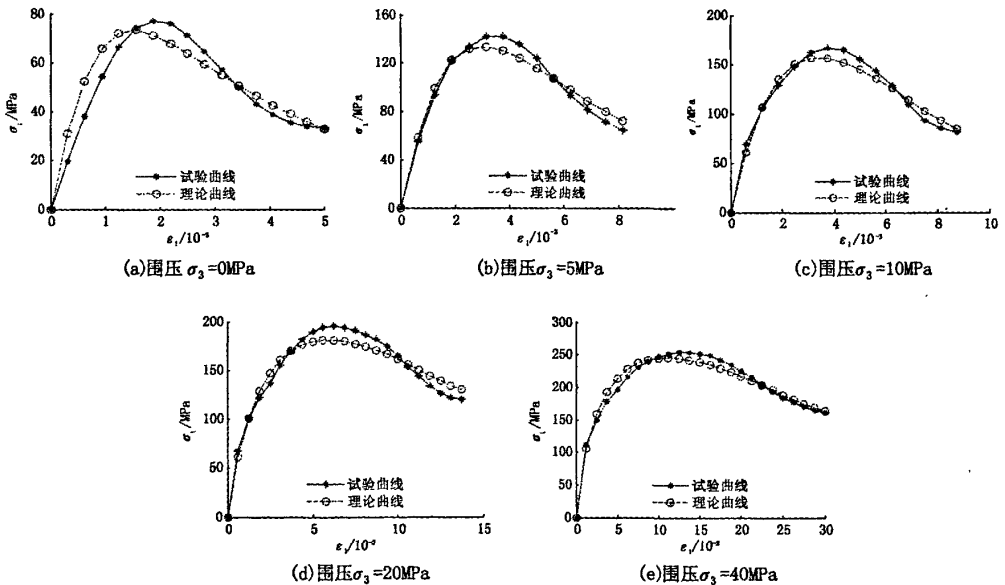 80
60
40
20
0
σ₁/MPa
试验曲线
理论曲线
0 1 2 3 4 5
ε₁/10⁻³
(a)围压 σ₃=0MPa
160
120
80
40
0
σ₁/MPa
试验曲线
理论曲线
0 2 4 6 8 10
ε₁/10⁻³
(b)围压σ₃=5MPa
200
150
100
50
0
σ₁/MPa
试验曲线
理论曲线
0 2 4 6 8 10
ε₁/10⁻³
(c)围压σ₃=10MPa
200
150
100
50
0
σ₁/MPa
试验曲线
理论曲线
0 5 10 15
ε₁/10⁻³
(d)围压σ₃=20MPa
300
250
200
250
100
50
0
σ₁/MPa
试验曲线
理论曲线
0 5 10 15 20 25 30
ε₁/10⁻³
(e)围压σ₃=40MPa